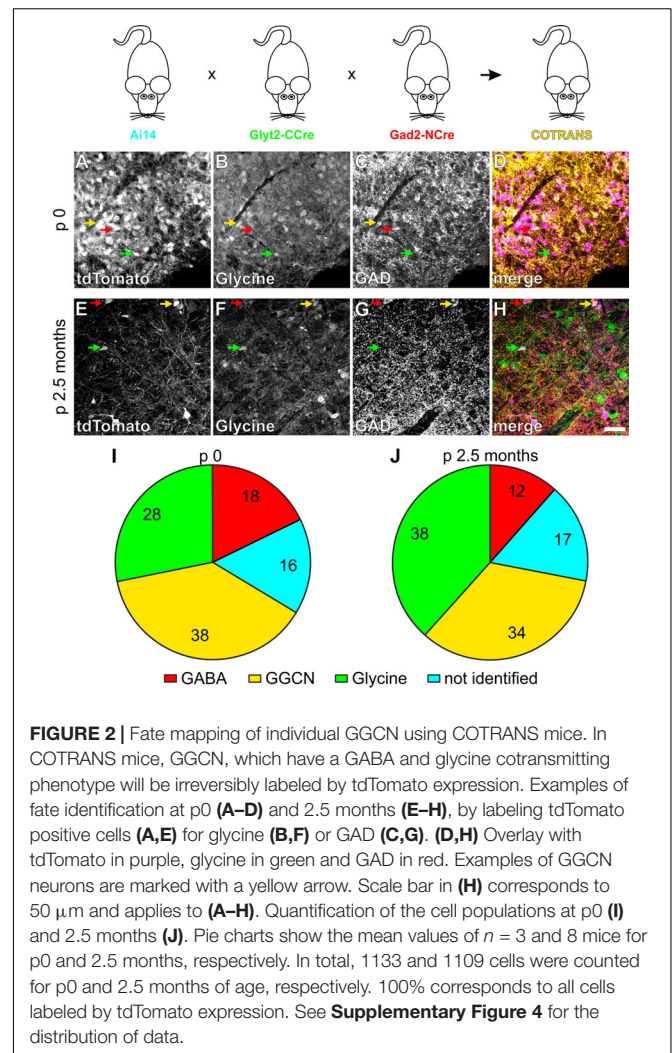 x x
Ai14 Glyt2-CCre Gad2-NCre COTRANS
p 0
A B C D
tdTomato Glycine GAD merge
p 2.5 months
E F G H
tdTomato Glycine GAD merge
I p 0 J p 2.5 months
28 18 16 38
38 12 17 34
GABA GGCN Glycine not identified
FIGURE 2 | Fate mapping of individual GGCN using COTRANS mice. In
COTRANS mice, GGCN, which have a GABA and glycine cotransmitting
phenotype will be irreversibly labeled by tdTomato expression. Examples of
fate identification at p0 (A–D) and 2.5 months (E–H), by labeling tdTomato
positive cells (A,E) for glycine (B,F) or GAD (C,G). (D,H) Overlay with
tdTomato in purple, glycine in green and GAD in red. Examples of GGCN
neurons are marked with a yellow arrow. Scale bar in (H) corresponds to
50 μm and applies to (A–H). Quantification of the cell populations at p0 (I)
and 2.5 months (J). Pie charts show the mean values of n = 3 and 8 mice for
p0 and 2.5 months, respectively. In total, 1133 and 1109 cells were counted
for p0 and 2.5 months of age, respectively. 100% corresponds to all cells
labeled by tdTomato expression. See Supplementary Figure 4 for the
distribution of data.